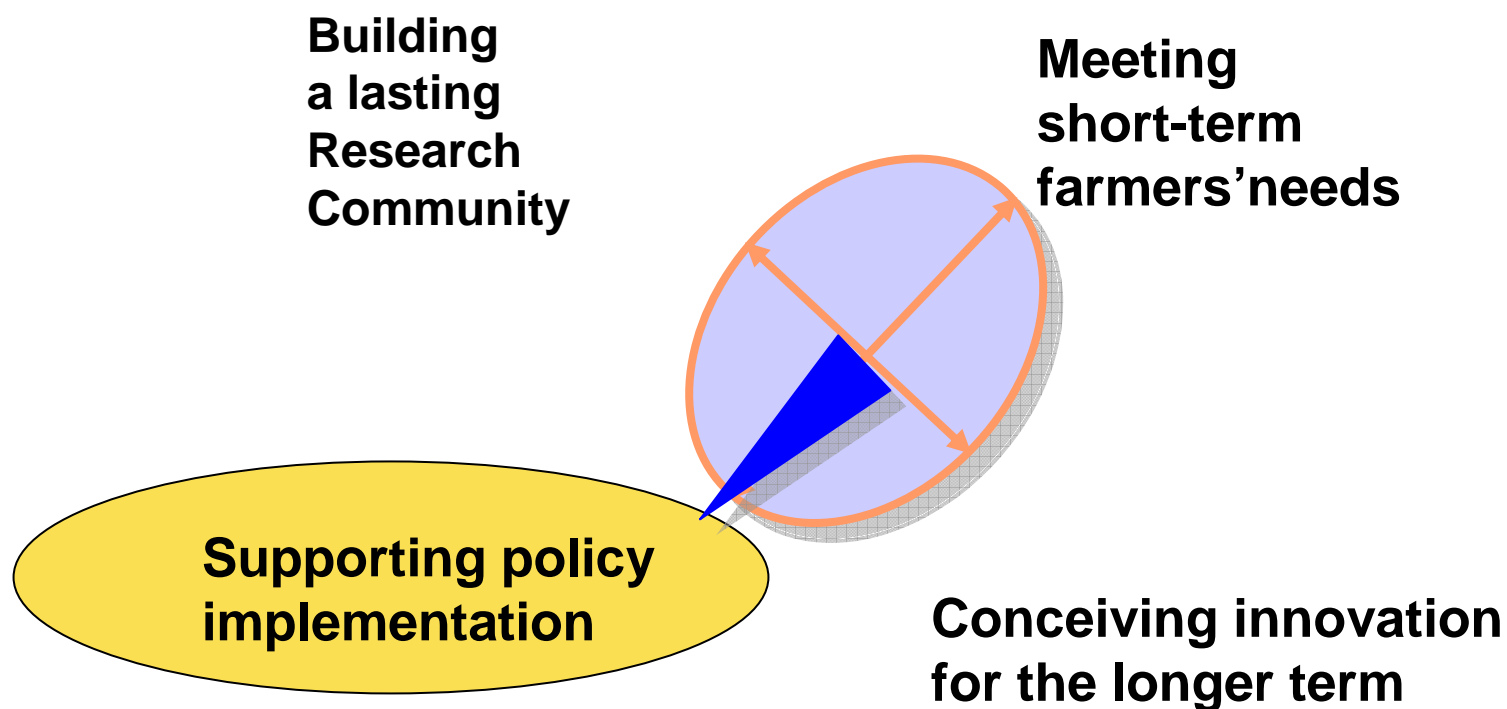 Building
a lasting
Research
Community
Meeting
short-term
farmers’needs
Supporting policy
implementation
Conceiving innovation
for the longer term